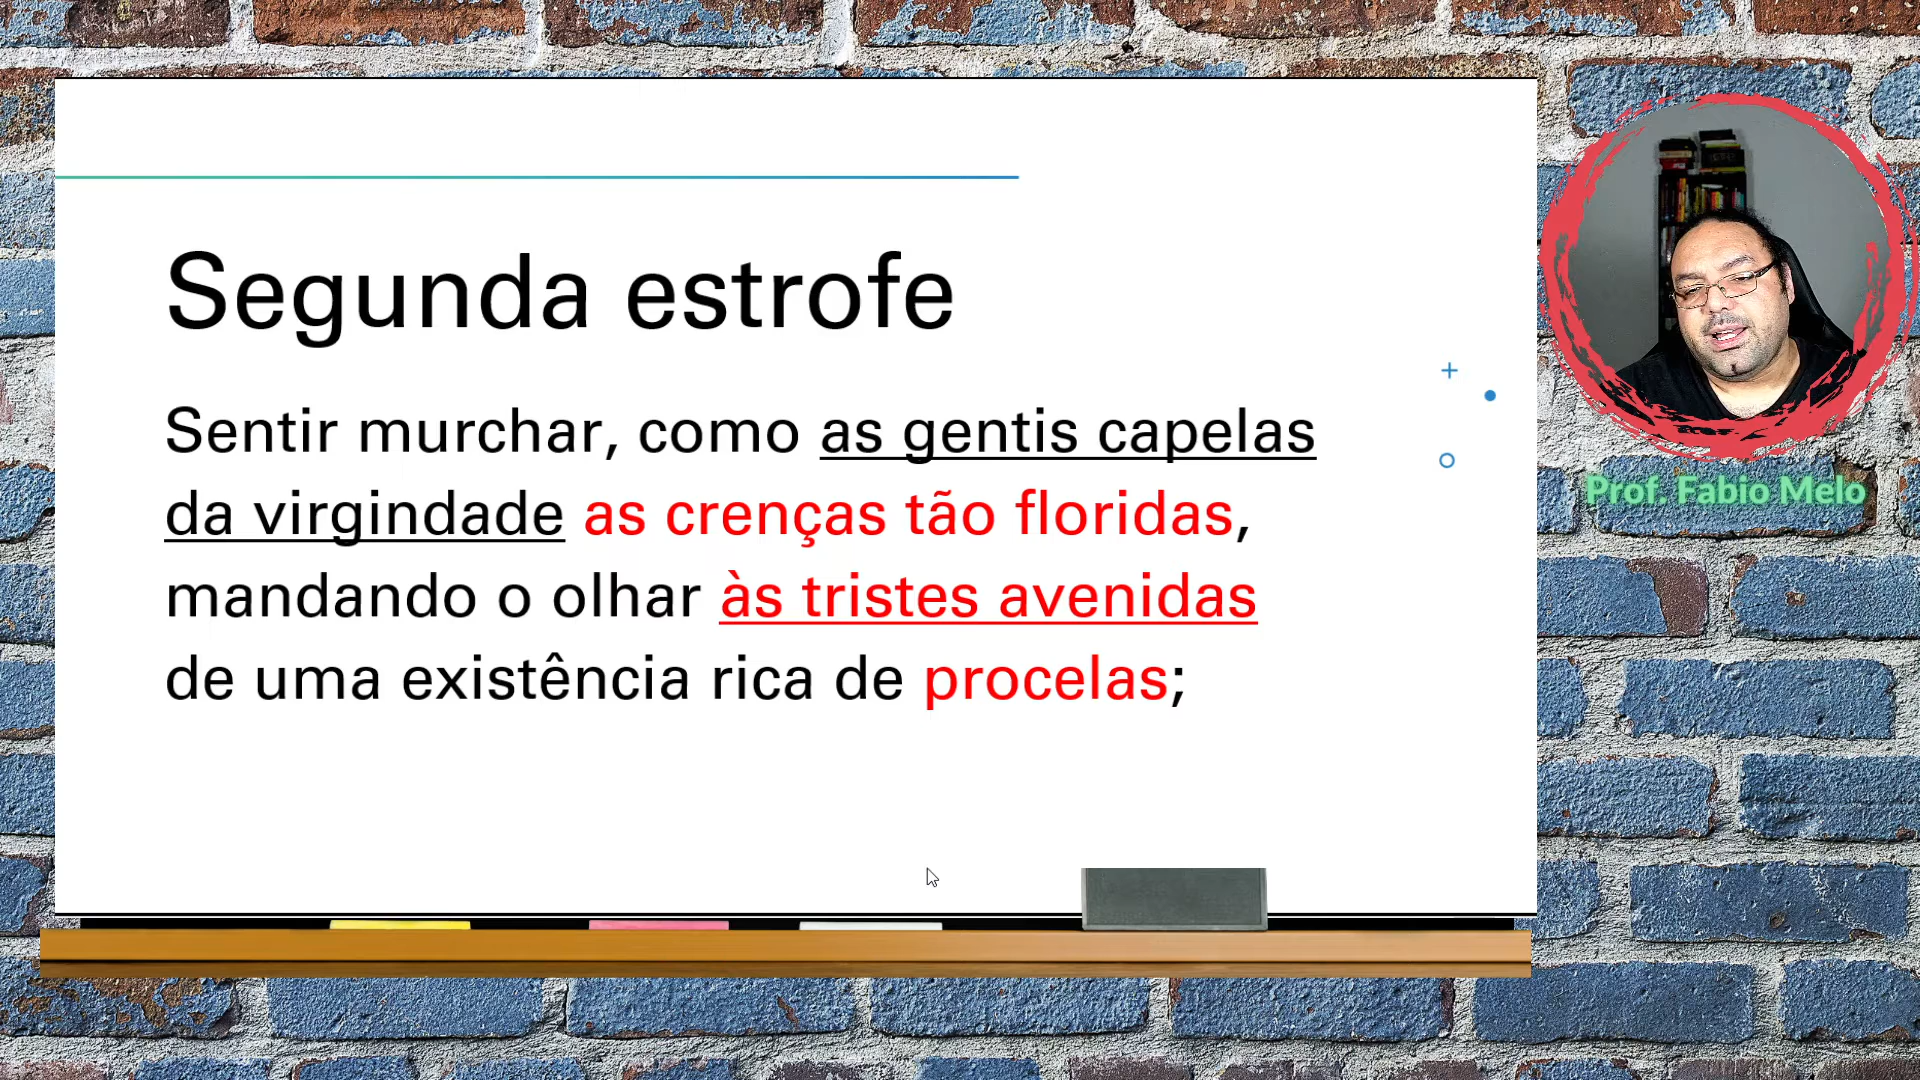 Segunda estrofe
Sentir murchar, como as gentis capelas
da virgindade as crenças tão floridas,
mandando o olhar às tristes avenidas
de uma existência rica de procelas;
Prof. Fabio Melo